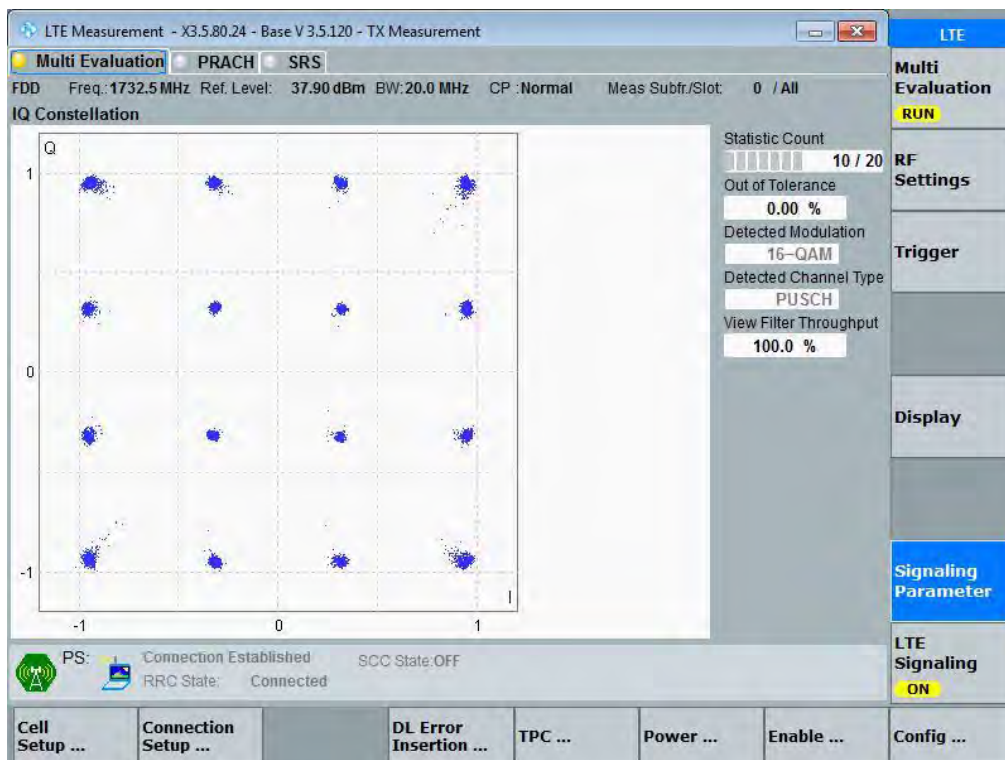 LTE Measurement - X3.5.80.24 - Base V 3.5.120 - TX Measurement
LTE
Multi Evaluation PRACH SRS
FDD Freq.:1732.5 MHz Ref. Level: 37.90 dBm BW:20.0 MHz CP :Normal Meas Subfr./Slot: 0 / All
IQ Constellation
Q
1
0
-1
I
-1 0 1
Statistic Count
10 / 20
Out of Tolerance
0.00 %
Detected Modulation
16-QAM
Detected Channel Type
PUSCH
View Filter Throughput
100.0 %
Multi
Evaluation
RUN
RF
Settings
Trigger
Display
Signaling
Parameter
LTE
Signaling
ON
PS: Connection Established SCC State:OFF
RRC State: Connected
Cell
Setup ...
Connection
Setup ...
DL Error
Insertion ...
TPC ...
Power ...
Enable ...
Config ...